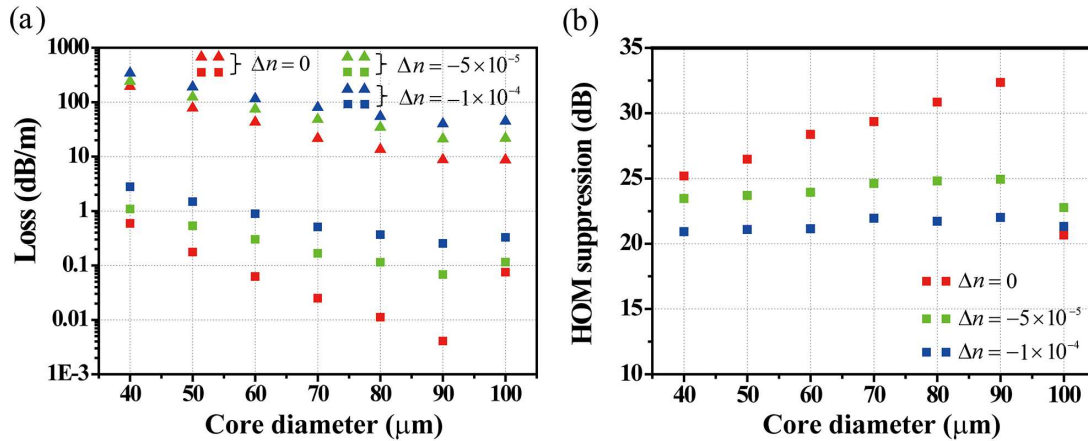 (a)
1000
100
10
1
0.1
0.01
1E-3
Loss (dB/m)
Δn = 0
Δn = −5×10⁻⁵
Δn = −1×10⁻⁴
40 50 60 70 80 90 100
Core diameter (μm)
(b)
35
30
25
20
15
10
HOM suppression (dB)
Δn = 0
Δn = −5×10⁻⁵
Δn = −1×10⁻⁴
40 50 60 70 80 90 100
Core diameter (μm)